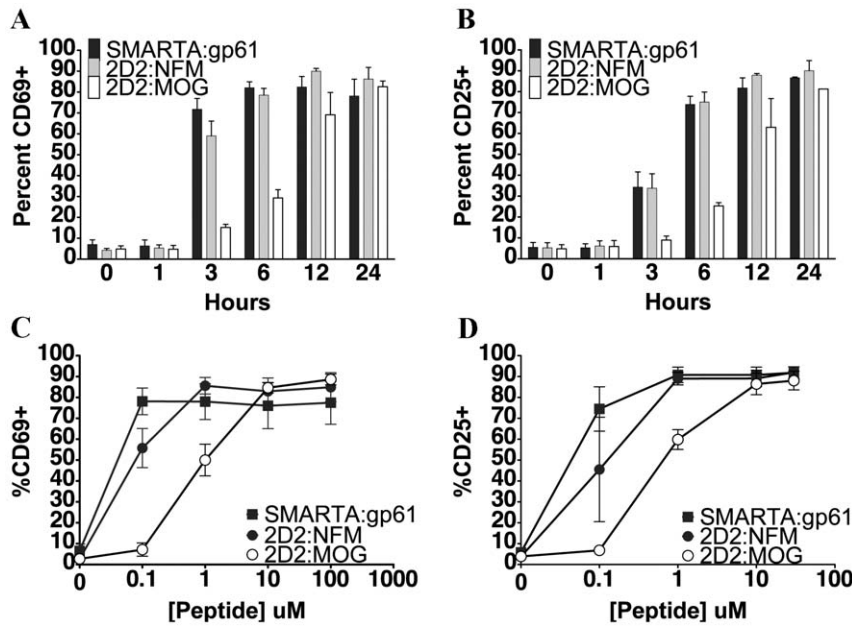 A
SMARTA:gp61
2D2:NFM
2D2:MOG
Percent CD69+
100
90
80
70
60
50
40
30
20
10
0
0 1 3 6 12 24
Hours
B
SMARTA:gp61
2D2:NFM
2D2:MOG
Percent CD25+
100
90
80
70
60
50
40
30
20
10
0
0 1 3 6 12 24
Hours
C
%CD69+
100
90
80
70
60
50
40
30
20
10
0
SMARTA:gp61
2D2:NFM
2D2:MOG
0 0.1 1 10 100 1000
[Peptide] uM
D
%CD25+
100
90
80
70
60
50
40
30
20
10
0
SMARTA:gp61
2D2:NFM
2D2:MOG
0 0.1 1 10 100
[Peptide] uM